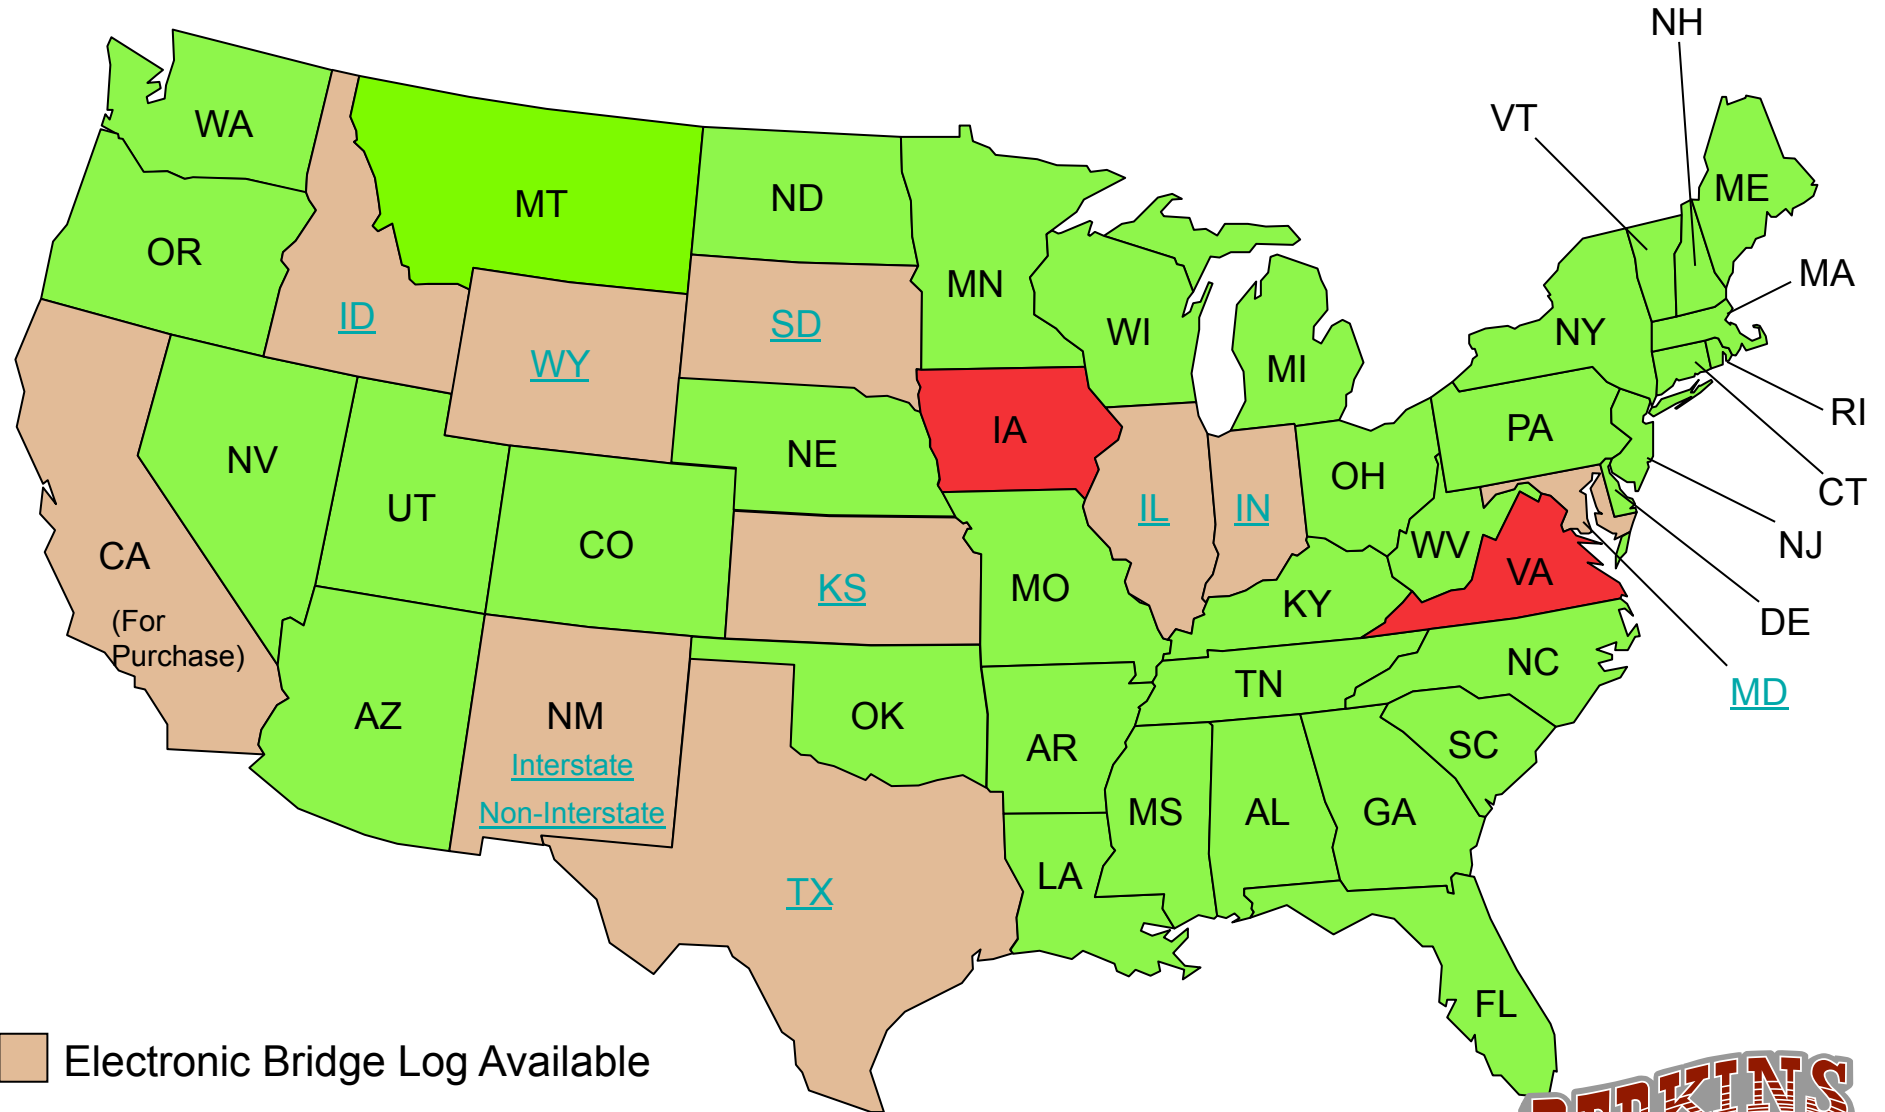 NH
VT
WA
MT
ND
ME
OR
MN
MA
ID
SD
WI
NY
WY
MI
RI
IA
PA
NV
NE
OH
UT
IL
IN
CT
CO
WV
NJ
CA
KS
MO
VA
KY
DE
(For
Purchase)
NC
TN
MD
AZ
NM
OK
SC
AR
Interstate
Non-Interstate
MS
AL
GA
LA
TX
FL
Electronic Bridge Log Available
PERKINS